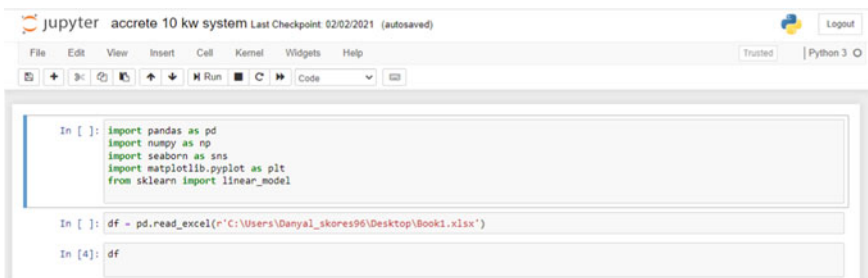 jupyter accrete 10 kw system Last Checkpoint: 02/02/2021 (autosaved) Logout
File Edit View Insert Cell Kernel Widgets Help Trusted Python 3
Run Code
In [ ]: import pandas as pd
import numpy as np
import seaborn as sns
import matplotlib.pyplot as plt
from sklearn import linear_model
In [ ]: df = pd.read_excel(r'C:\Users\Danyal_skores96\Desktop\Book1.xlsx')
In [4]: df